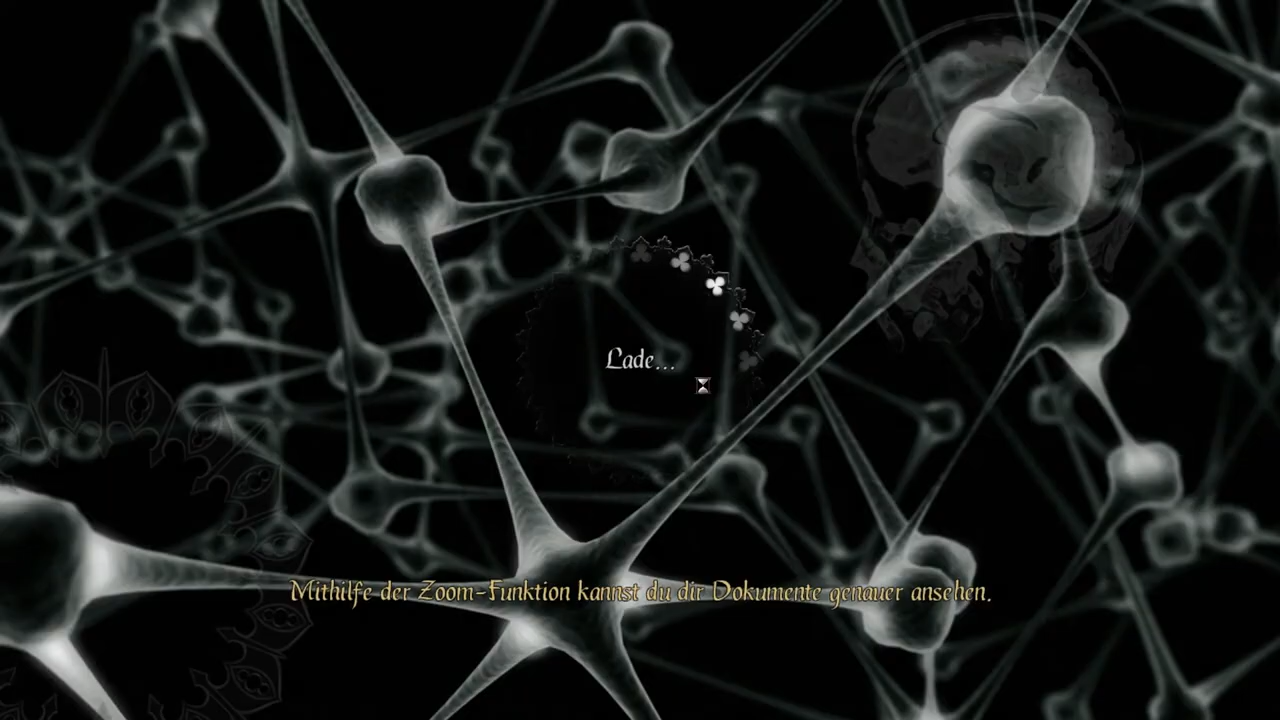 Lade...
Mithilfe der Zoom-Funktion kannst du dir Dokumente genauer ansehen.